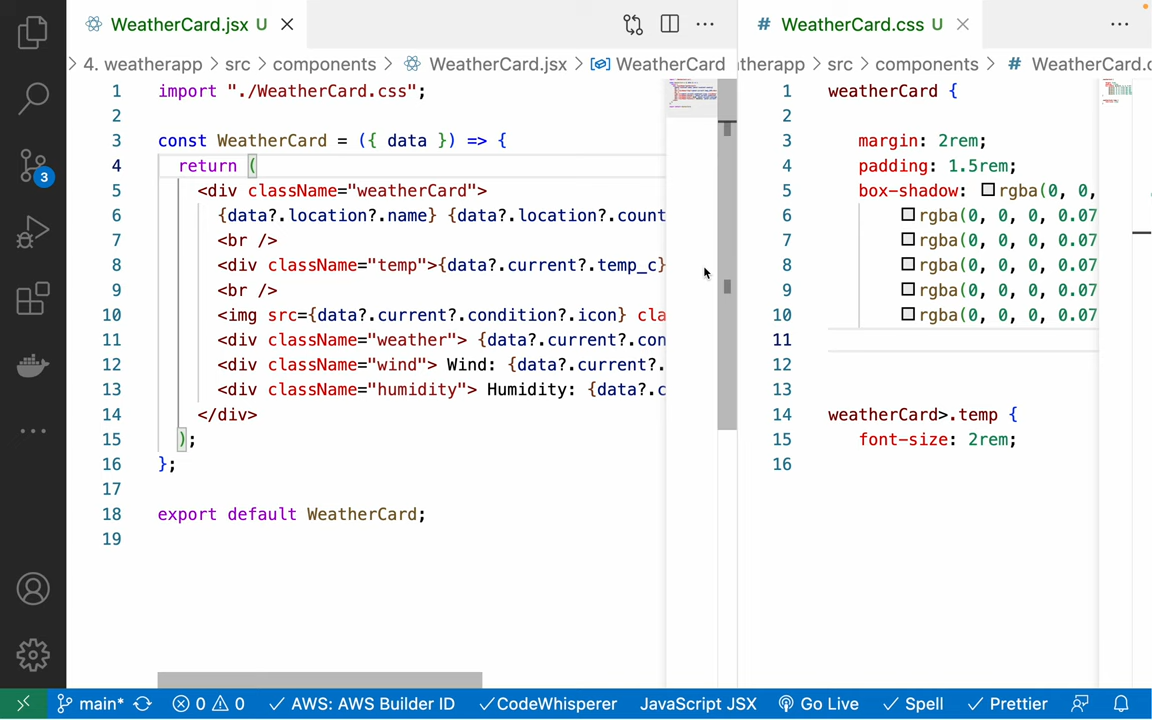 WeatherCard.jsx U
WeatherCard.css U
4. weatherapp src components WeatherCard.jsx WeatherCard
src components # WeatherCard.c
1 import "./WeatherCard.css";
2
3 const WeatherCard = ({ data }) => {
4 return (
5 <div className="weatherCard">
6 {data?.location?.name} {data?.location?.count
7 <br />
8 <div className="temp">{data?.current?.temp_c}
9 <br />
10 <img src={data?.current?.condition?.icon} cla
11 <div className="weather"> {data?.current?.con
12 <div className="wind"> Wind: {data?.current?.
13 <div className="humidity"> Humidity: {data?.c
14 </div>
15 );
16 };
17
18 export default WeatherCard;
19
1 weatherCard {
2
3 margin: 2rem;
4 padding: 1.5rem;
5 box-shadow: rgba(0, 0,
6 rgba(0, 0, 0, 0.07
7 rgba(0, 0, 0, 0.07
8 rgba(0, 0, 0, 0.07
9 rgba(0, 0, 0, 0.07
10 rgba(0, 0, 0, 0.07
11
12
13
14 weatherCard>.temp {
15 font-size: 2rem;
16
3
main* 0 0 AWS: AWS Builder ID CodeWhisperer JavaScript JSX Go Live Spell Prettier